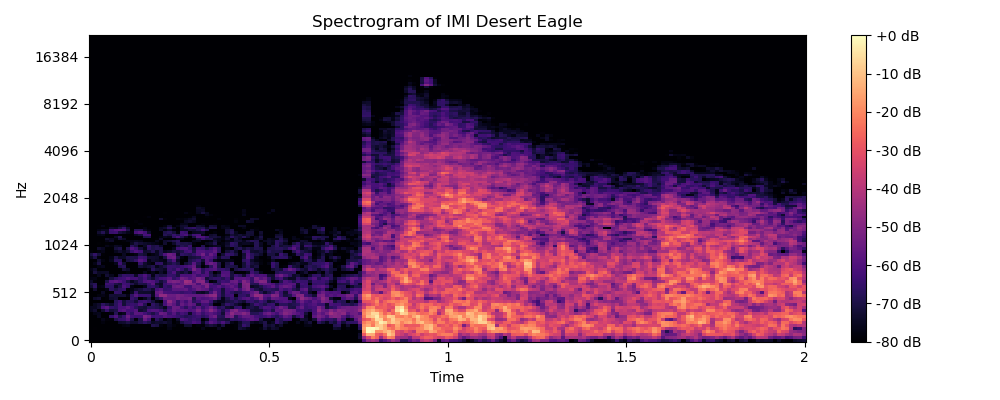 Spectrogram of IMI Desert Eagle
Hz
16384
8192
4096
2048
1024
512
0
0
0.5
1
1.5
2
Time
+0 dB
-10 dB
-20 dB
-30 dB
-40 dB
-50 dB
-60 dB
-70 dB
-80 dB